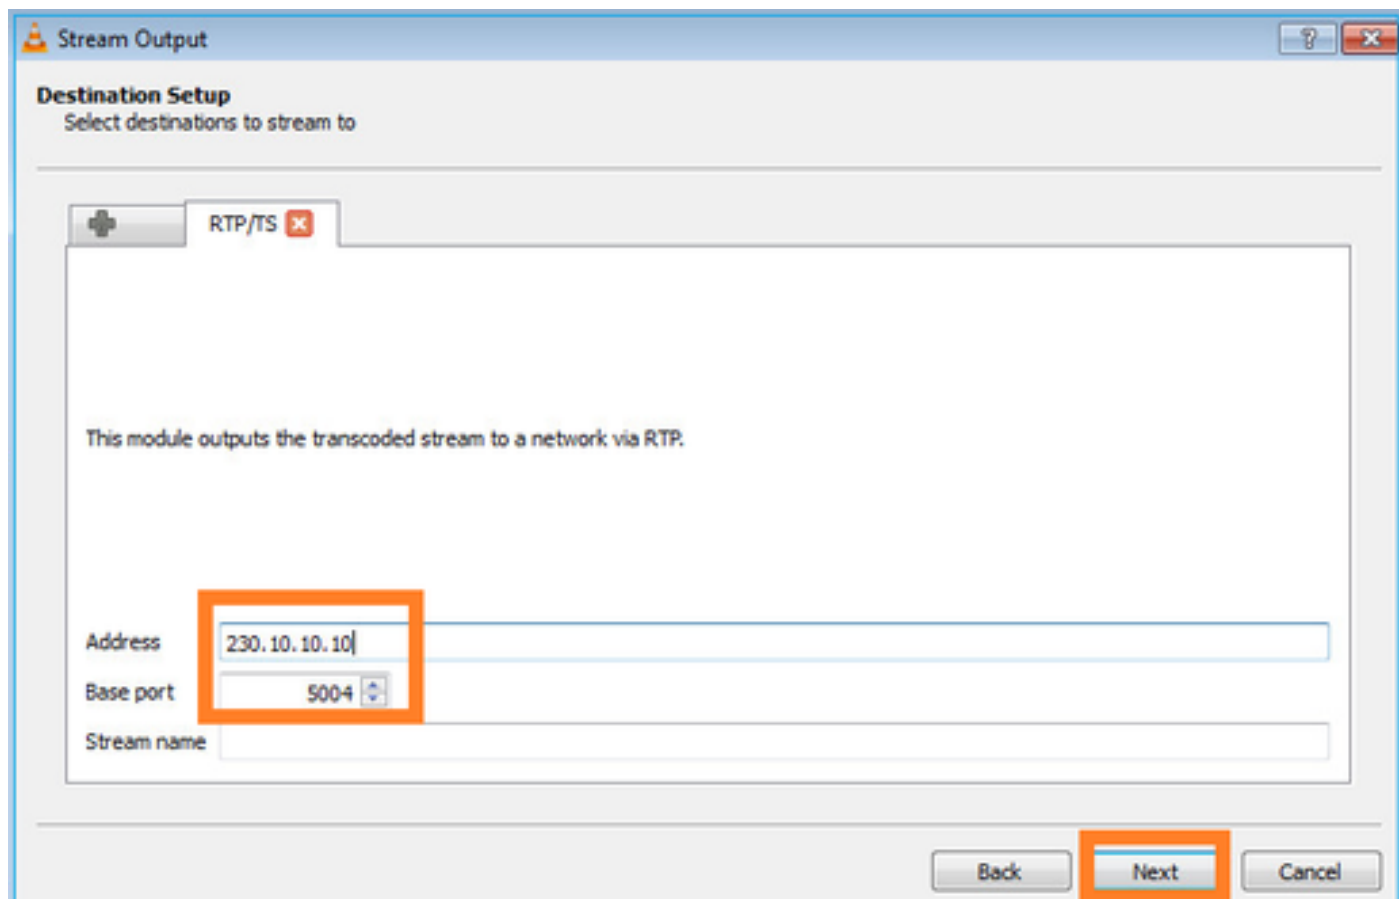 Stream Output
Destination Setup
Select destinations to stream to
RTP/TS
This module outputs the transcoded stream to a network via RTP.
Address 230.10.10.10
Base port 5004
Stream name
Back Next Cancel